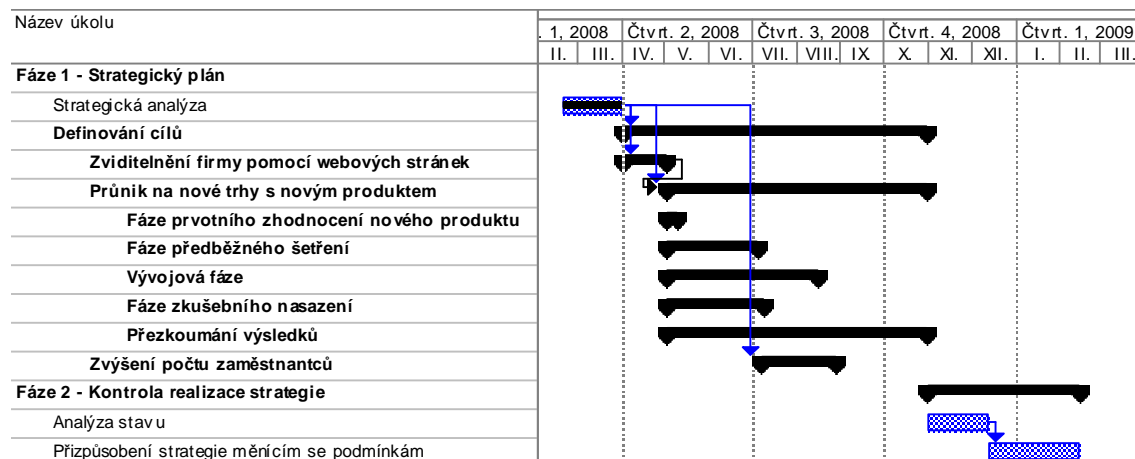 Název úkolu
. 1, 2008 Čtvrt. 2, 2008 Čtvrt. 3, 2008 Čtvrt. 4, 2008 Čtvrt. 1, 2009
II. III. IV. V. VI. VII. VIII. IX X. XI. XII. I. II. III.
Fáze 1 - Strategický plán
Strategická analýza
Definování cílů
Zviditelnění firmy pomocí webových stránek
Průnik na nové trhy s novým produktem
Fáze prvotního zhodnocení nového produktu
Fáze předběžného šetření
Vývojová fáze
Fáze zkušebního nasazení
Přezkoumání výsledků
Zvýšení počtu zaměstnantců
Fáze 2 - Kontrola realizace strategie
Analýza stavu
Přizpůsobení strategie měnícím se podmínkám